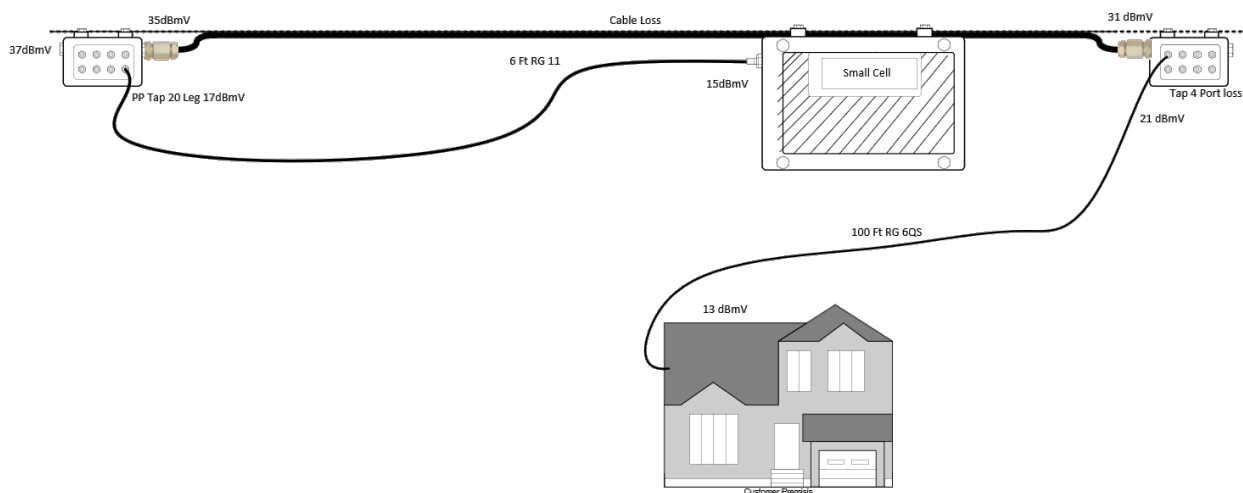 35dBmV
Cable Loss
31 dBmV
37dBmV
6 Ft RG 11
15dBmV
Small Cell
PP Tap 20 Leg 17dBmV
Tap 4 Port loss
21 dBmV
100 Ft RG 6QS
13 dBmV
Customer Premisis